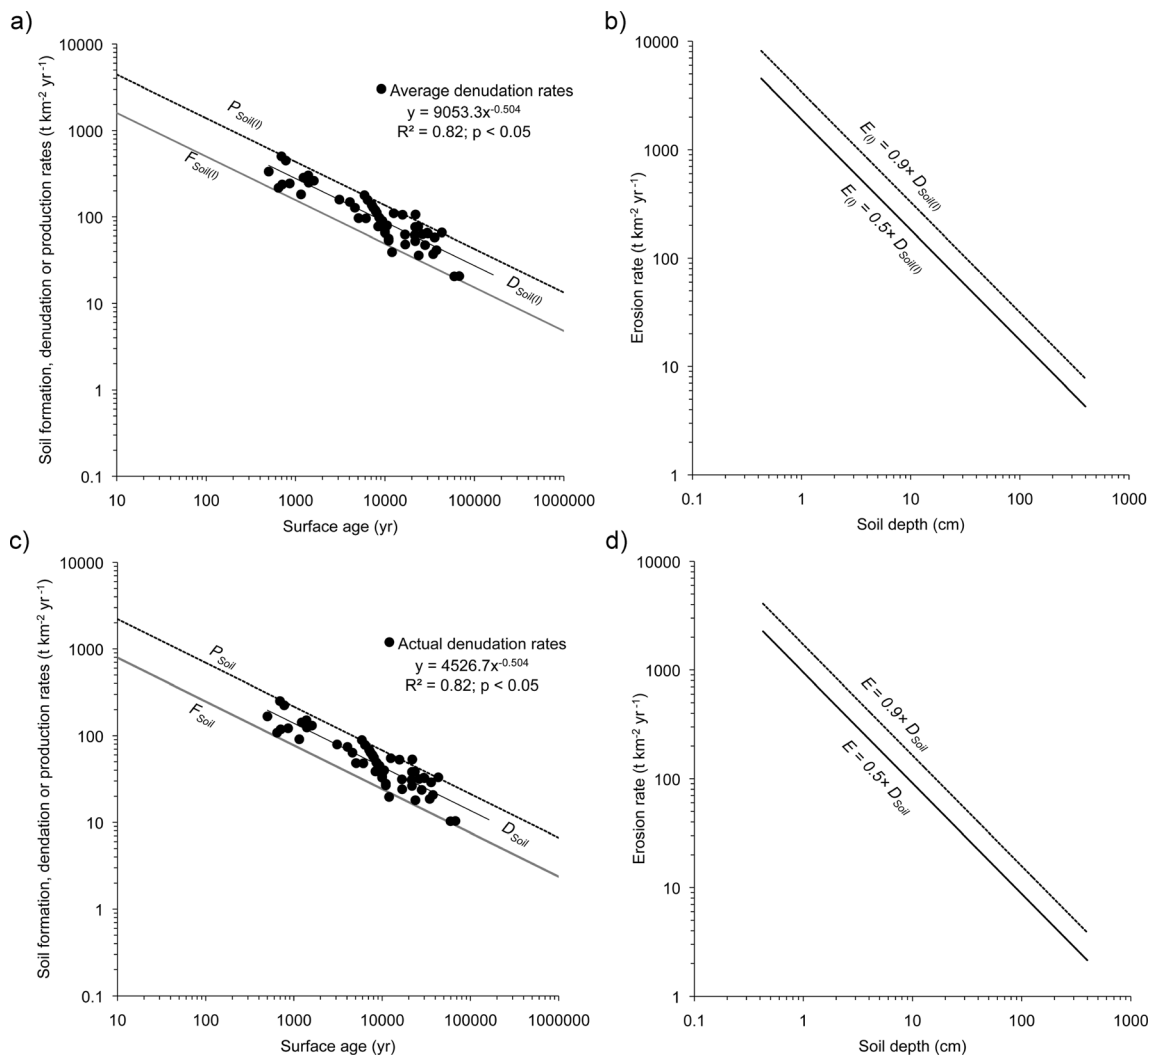 a)
Soil formation, denudation or production rates (t km⁻² yr⁻¹)
10000
1000
100
10
1
0.1
P_Soil(l)
F_Soil(l)
D_Soil(l)
Average denudation rates
y = 9053.3x^-0.504
R² = 0.82; p < 0.05
10 100 1000 10000 100000 1000000
Surface age (yr)
b)
Erosion rate (t km⁻² yr⁻¹)
10000
1000
100
10
1
E_(l) = 0.9× D_Soil(l)
E_(l) = 0.5× D_Soil(l)
0.1 1 10 100 1000
Soil depth (cm)
c)
Soil formation, dendation or production rates (t km⁻² yr⁻¹)
10000
1000
100
10
1
0.1
P_Soil
F_Soil
D_Soil
Actual denudation rates
y = 4526.7x^-0.504
R² = 0.82; p < 0.05
10 100 1000 10000 100000 1000000
Surface age (yr)
d)
Erosion rate (t km⁻² yr⁻¹)
10000
1000
100
10
1
E = 0.9× D_Soil
E = 0.5× D_Soil
0.1 1 10 100 1000
Soil depth (cm)